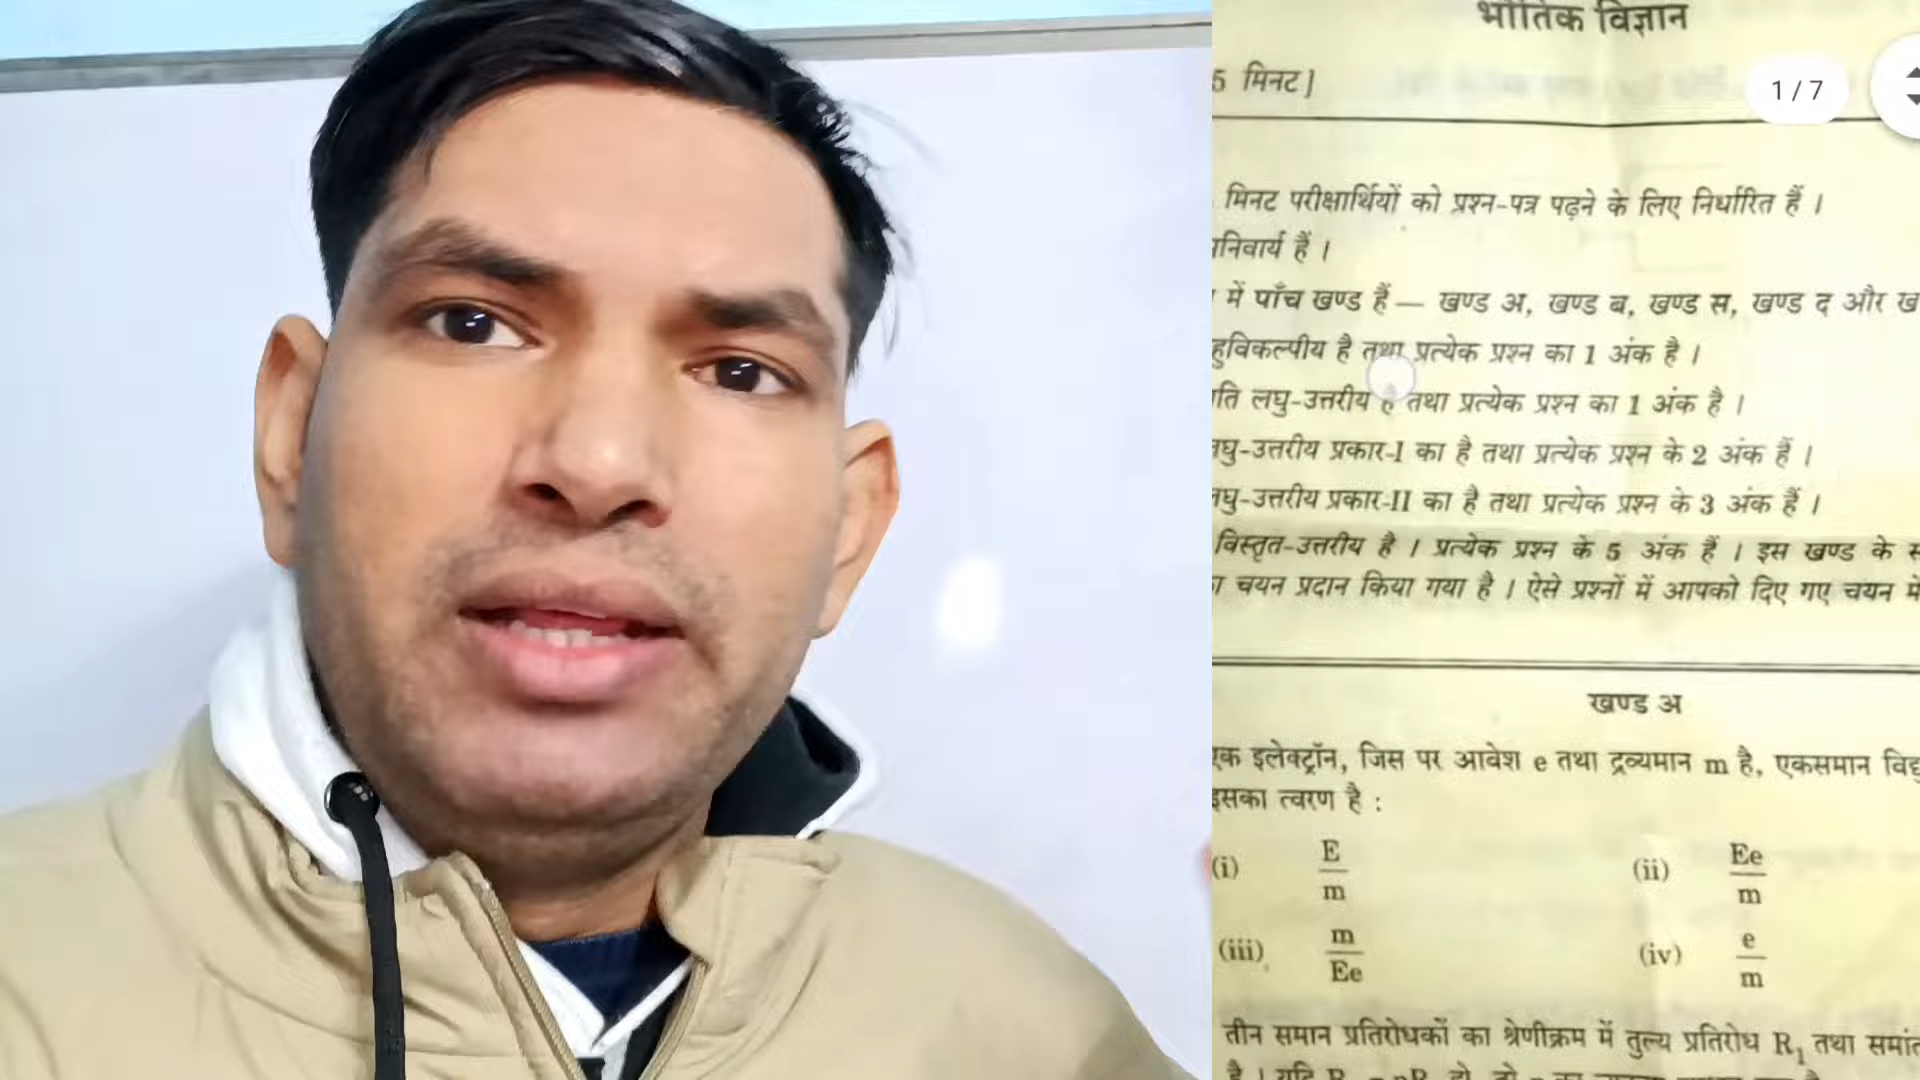 भौतिक विज्ञान
5 मिनट]
1 / 7
मिनट परीक्षार्थियों को प्रश्न-पत्र पढ़ने के लिए निर्धारित हैं ।
निवार्य हैं ।
में पाँच खण्ड हैं — खण्ड अ, खण्ड ब, खण्ड स, खण्ड द और ख
हुविकल्पीय है तथा प्रत्येक प्रश्न का 1 अंक है ।
ति लघु-उत्तरीय है तथा प्रत्येक प्रश्न का 1 अंक है ।
घु-उत्तरीय प्रकार-I का है तथा प्रत्येक प्रश्न के 2 अंक हैं ।
घु-उत्तरीय प्रकार-II का है तथा प्रत्येक प्रश्न के 3 अंक हैं ।
विस्तृत-उत्तरीय है । प्रत्येक प्रश्न के 5 अंक हैं । इस खण्ड के स
चयन प्रदान किया गया है । ऐसे प्रश्नों में आपको दिए गए चयन में
खण्ड अ
एक इलेक्ट्रॉन, जिस पर आवेश e तथा द्रव्यमान m है, एकसमान विद्यु
इसका त्वरण है :
(i) E/m (ii) Ee/m
(iii) m/Ee (iv) e/m
तीन समान प्रतिरोधकों का श्रेणीक्रम में तुल्य प्रतिरोध R₁ तथा समांत
है । यदि